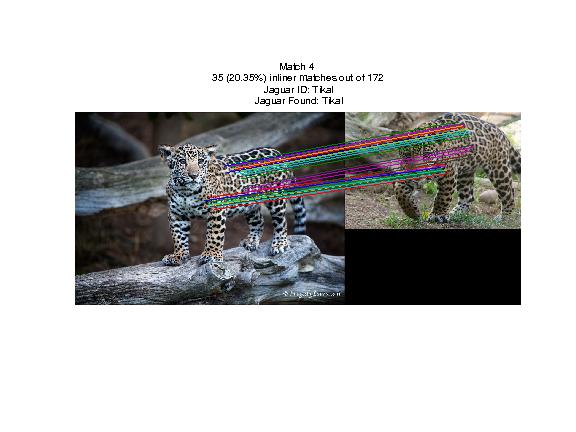 Match 4
35 (20.35%) inliner matches out of 172
Jaguar ID: Tikal
Jaguar Found: Tikal